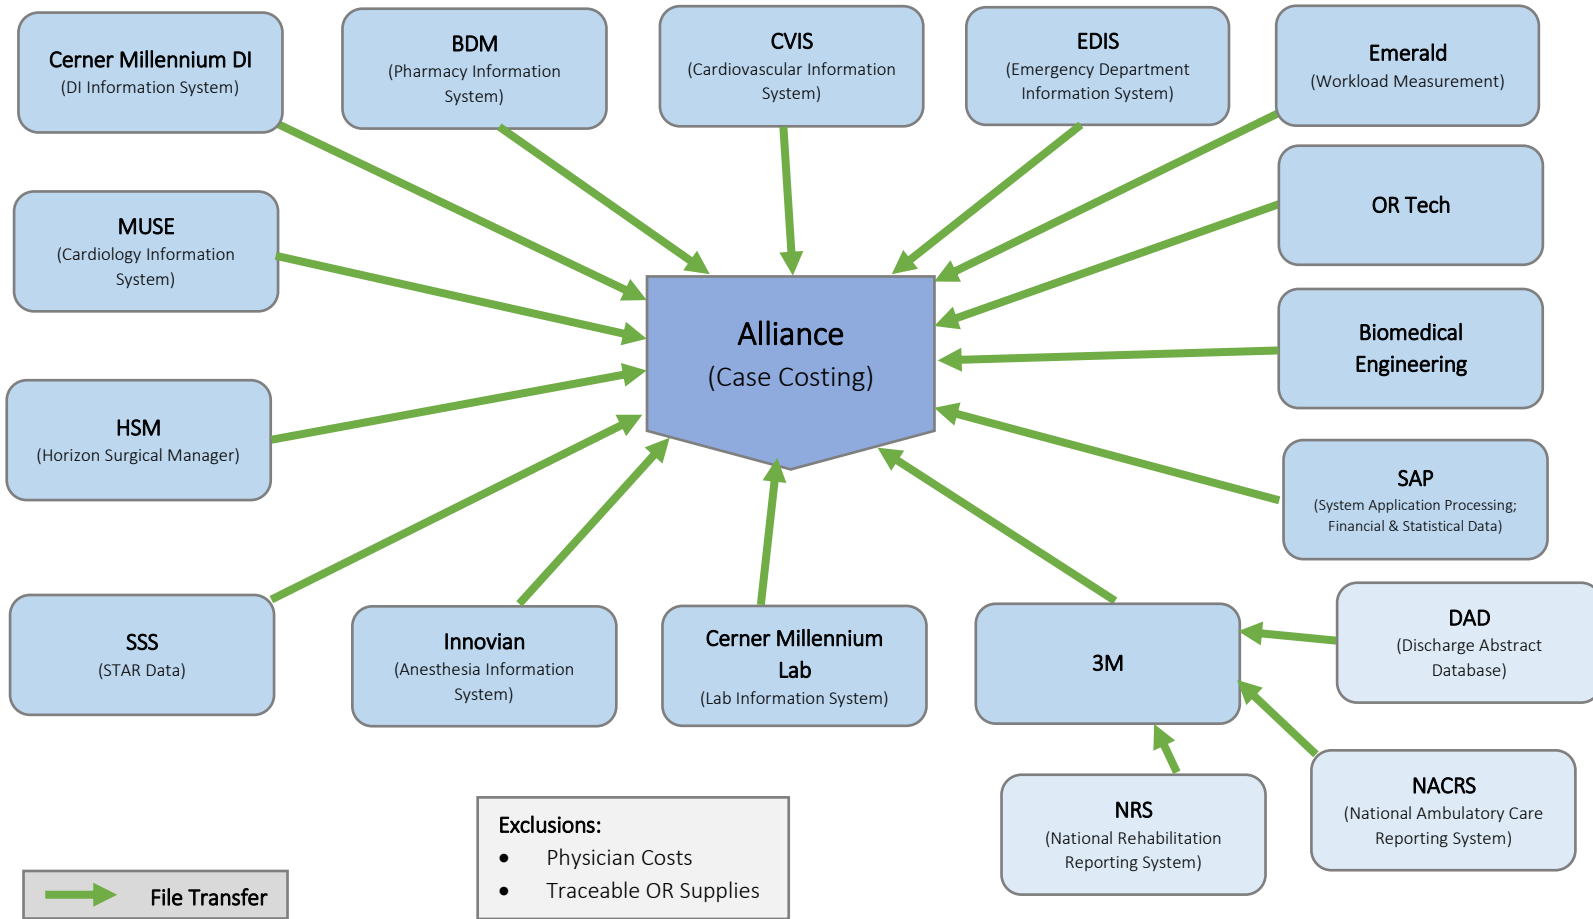 Cerner Millennium DI
(DI Information System)
BDM
(Pharmacy Information
System)
CVIS
(Cardiovascular Information
System)
EDIS
(Emergency Department
Information System)
Emerald
(Workload Measurement)
MUSE
(Cardiology Information
System)
OR Tech
Alliance
(Case Costing)
Biomedical
Engineering
HSM
(Horizon Surgical Manager)
SAP
(System Application Processing;
Financial & Statistical Data)
SSS
(STAR Data)
Innovian
(Anesthesia Information
System)
Cerner Millennium
Lab
(Lab Information System)
3M
DAD
(Discharge Abstract
Database)
NRS
(National Rehabilitation
Reporting System)
NACRS
(National Ambulatory Care
Reporting System)
Exclusions:
• Physician Costs
• Traceable OR Supplies
File Transfer